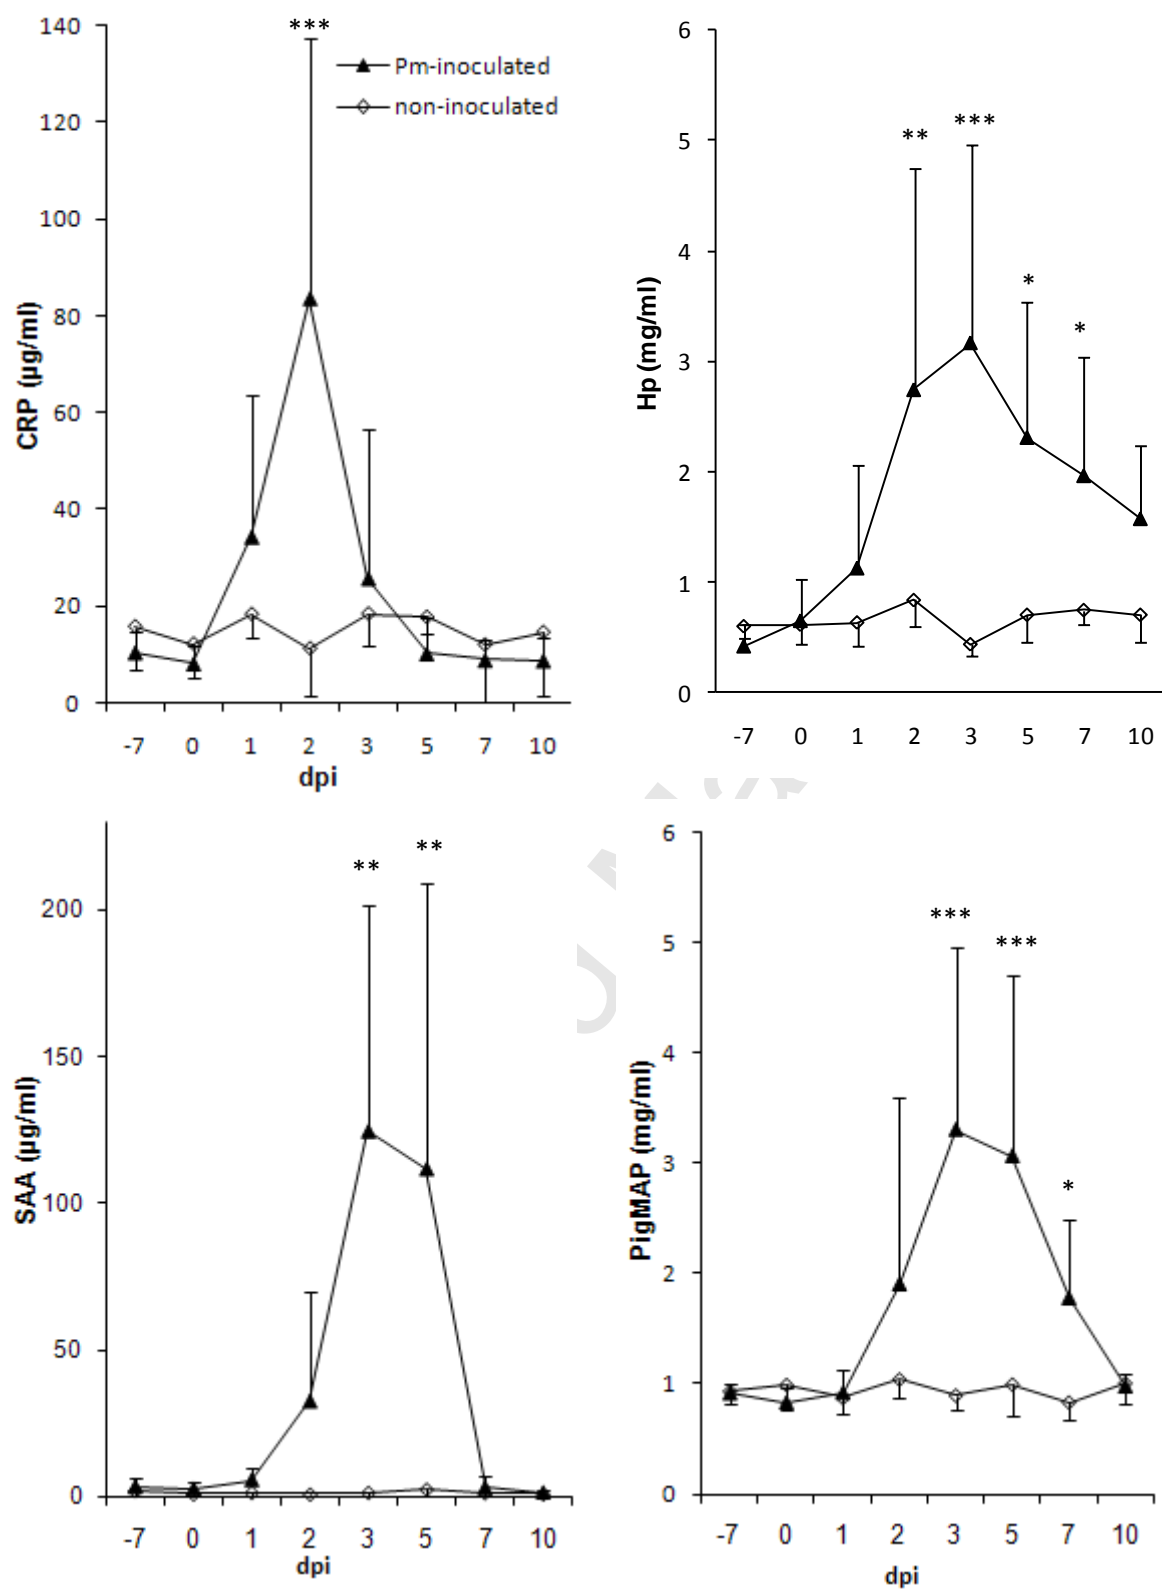 140
120
100
80
60
40
20
0
CRP (µg/ml)
***
Pm-inoculated
non-inoculated
-7 0 1 2 3 5 7 10
dpi
6
5
4
3
2
1
0
Hp (mg/ml)
** *** * *
-7 0 1 2 3 5 7 10
200
150
100
50
0
SAA (µg/ml)
** **
-7 0 1 2 3 5 7 10
dpi
6
5
4
3
2
1
0
PigMAP (mg/ml)
*** *** *
-7 0 1 2 3 5 7 10
dpi